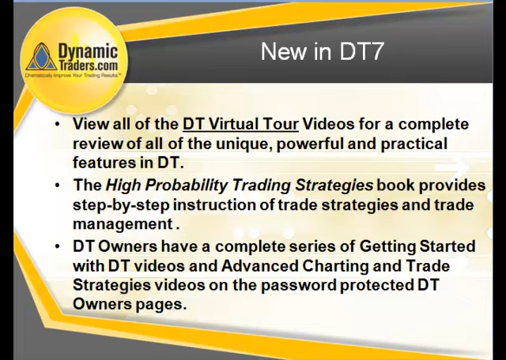 Dynamic
Traders.com
Dramatically Improve Your Trading Results™
New in DT7
• View all of the DT Virtual Tour Videos for a complete
review of all of the unique, powerful and practical
features in DT.
• The High Probability Trading Strategies book provides
step-by-step instruction of trade strategies and trade
management .
• DT Owners have a complete series of Getting Started
with DT videos and Advanced Charting and Trade
Strategies videos on the password protected DT
Owners pages.